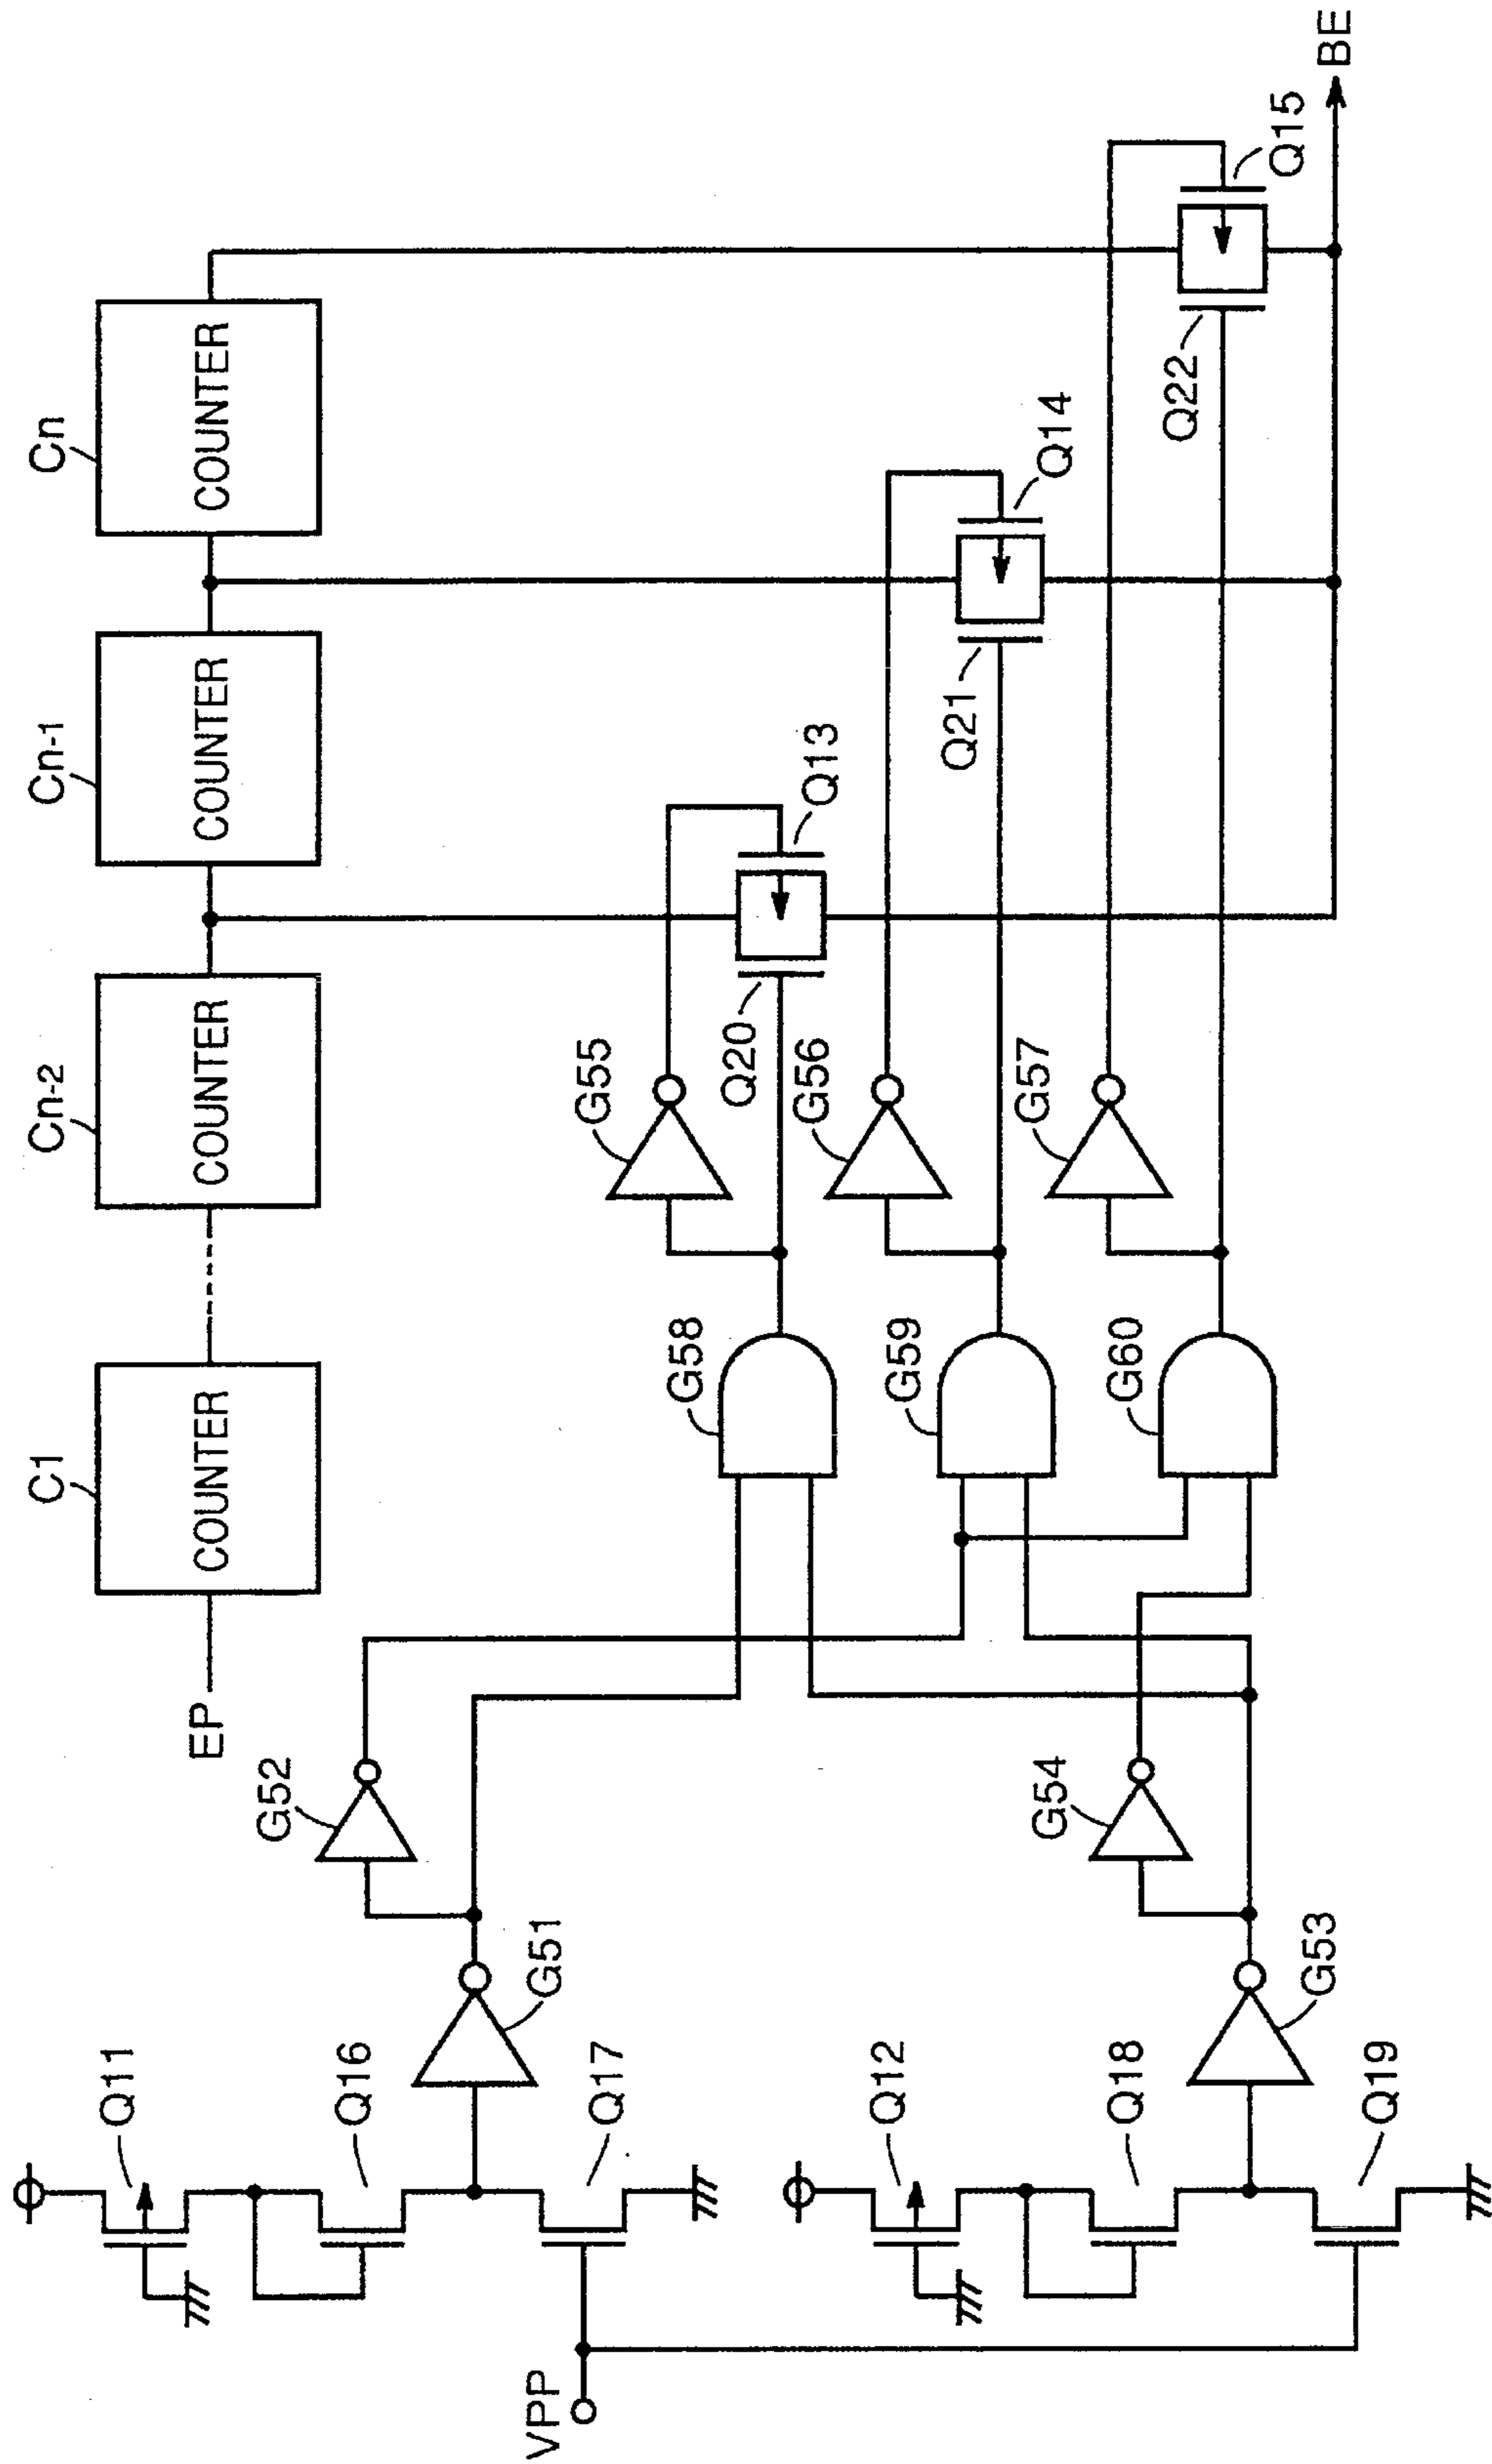 C1
Cn-2
Cn-1
Cn
COUNTER
COUNTER
COUNTER
COUNTER
EP
Q11
Q16
G51
Q17
G52
G55
Q20
Q13
G58
G56
Q21
Q14
G59
G57
Q22
Q15
G60
BE
VPP
Q12
Q18
G53
Q19
G54